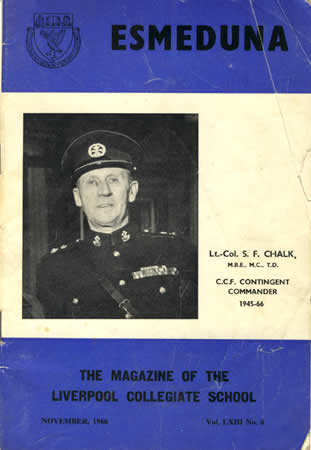 ESMEDUNA
Lt.-Col. S. F. CHALK,
M.B.E., M.C., T.D.
C.C.F. CONTINGENT
COMMANDER
1945-66
THE MAGAZINE OF THE
LIVERPOOL COLLEGIATE SCHOOL
NOVEMBER, 1966
Vol. LXIII No.